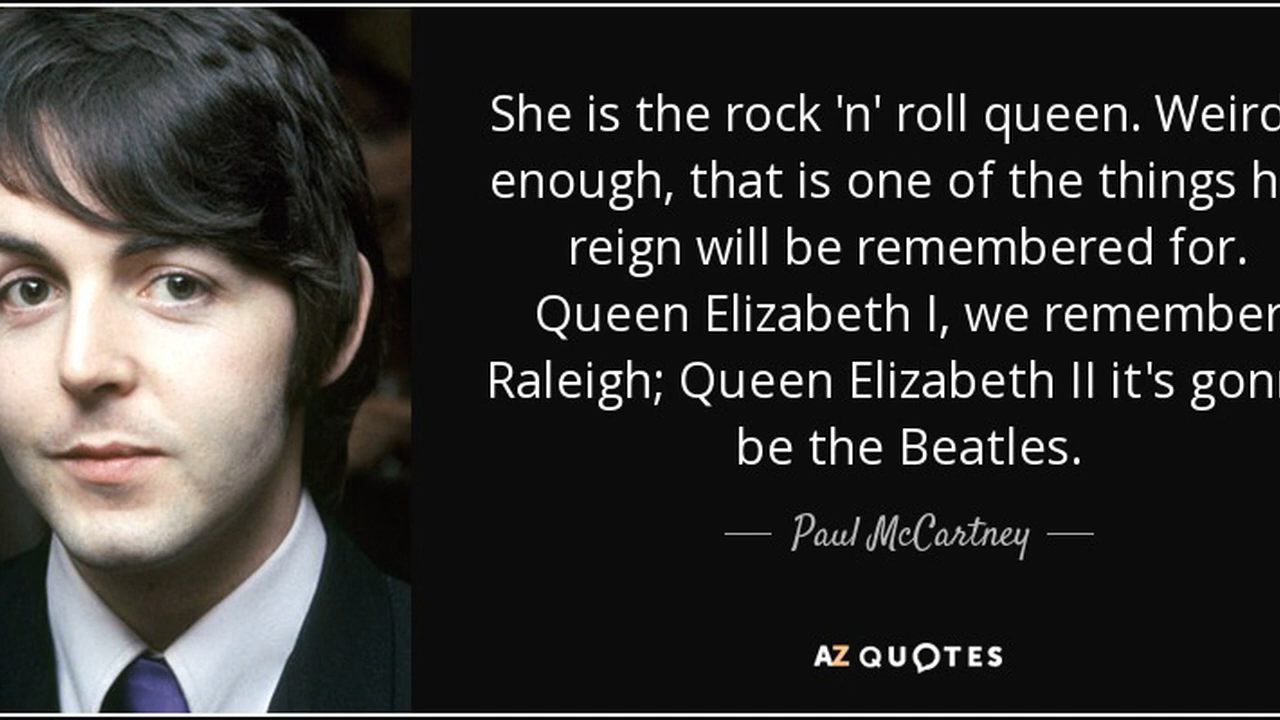 She is the rock 'n' roll queen.
enough, that is one of the things
reign will be remembered for.
Queen Elizabeth I, we remember
Raleigh; Queen Elizabeth II it's
be the Beatles.
Paul McCartney
AZ QUOTES